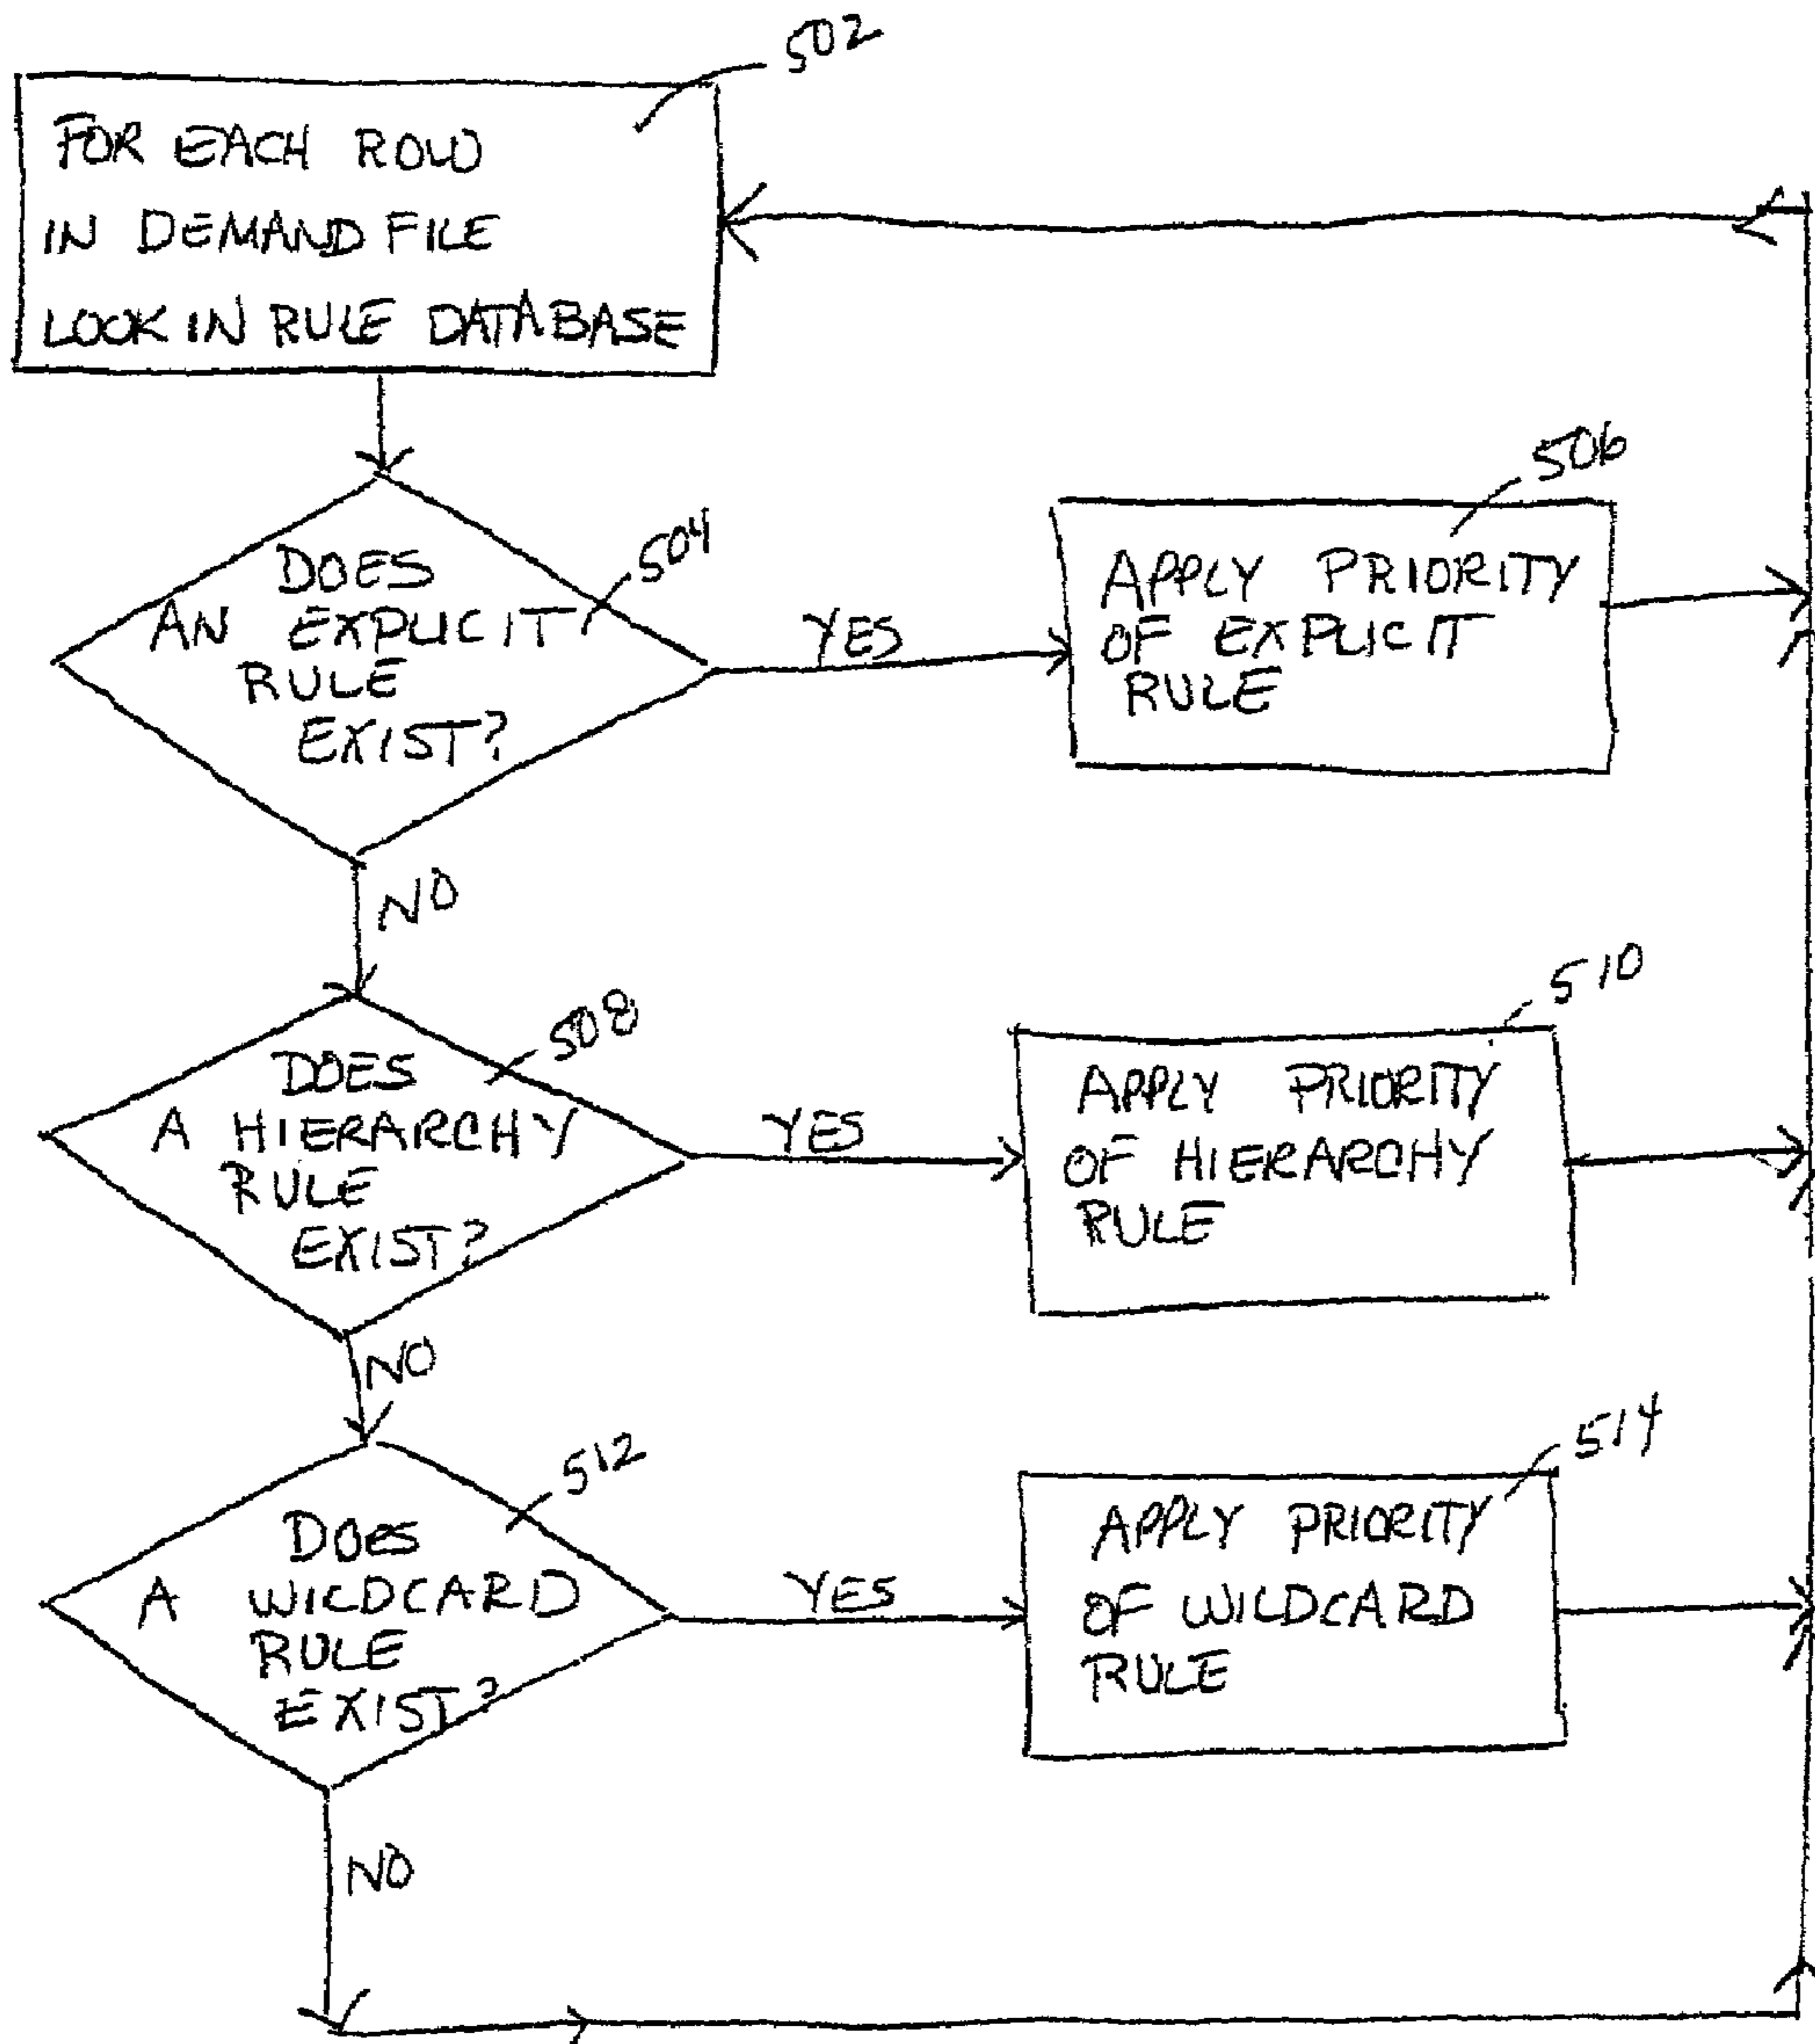 502
FOR EACH ROW
IN DEMAND FILE
LOOK IN RULE DATABASE
504
DOES
AN EXPLICIT
RULE
EXIST?
YES
506
APPLY PRIORITY
OF EXPLICIT
RULE
NO
508
DOES
A HIERARCHY
RULE
EXIST?
YES
510
APPLY PRIORITY
OF HIERARCHY
RULE
NO
512
DOES
A WILDCARD
RULE
EXIST?
YES
514
APPLY PRIORITY
OF WILDCARD
RULE
NO